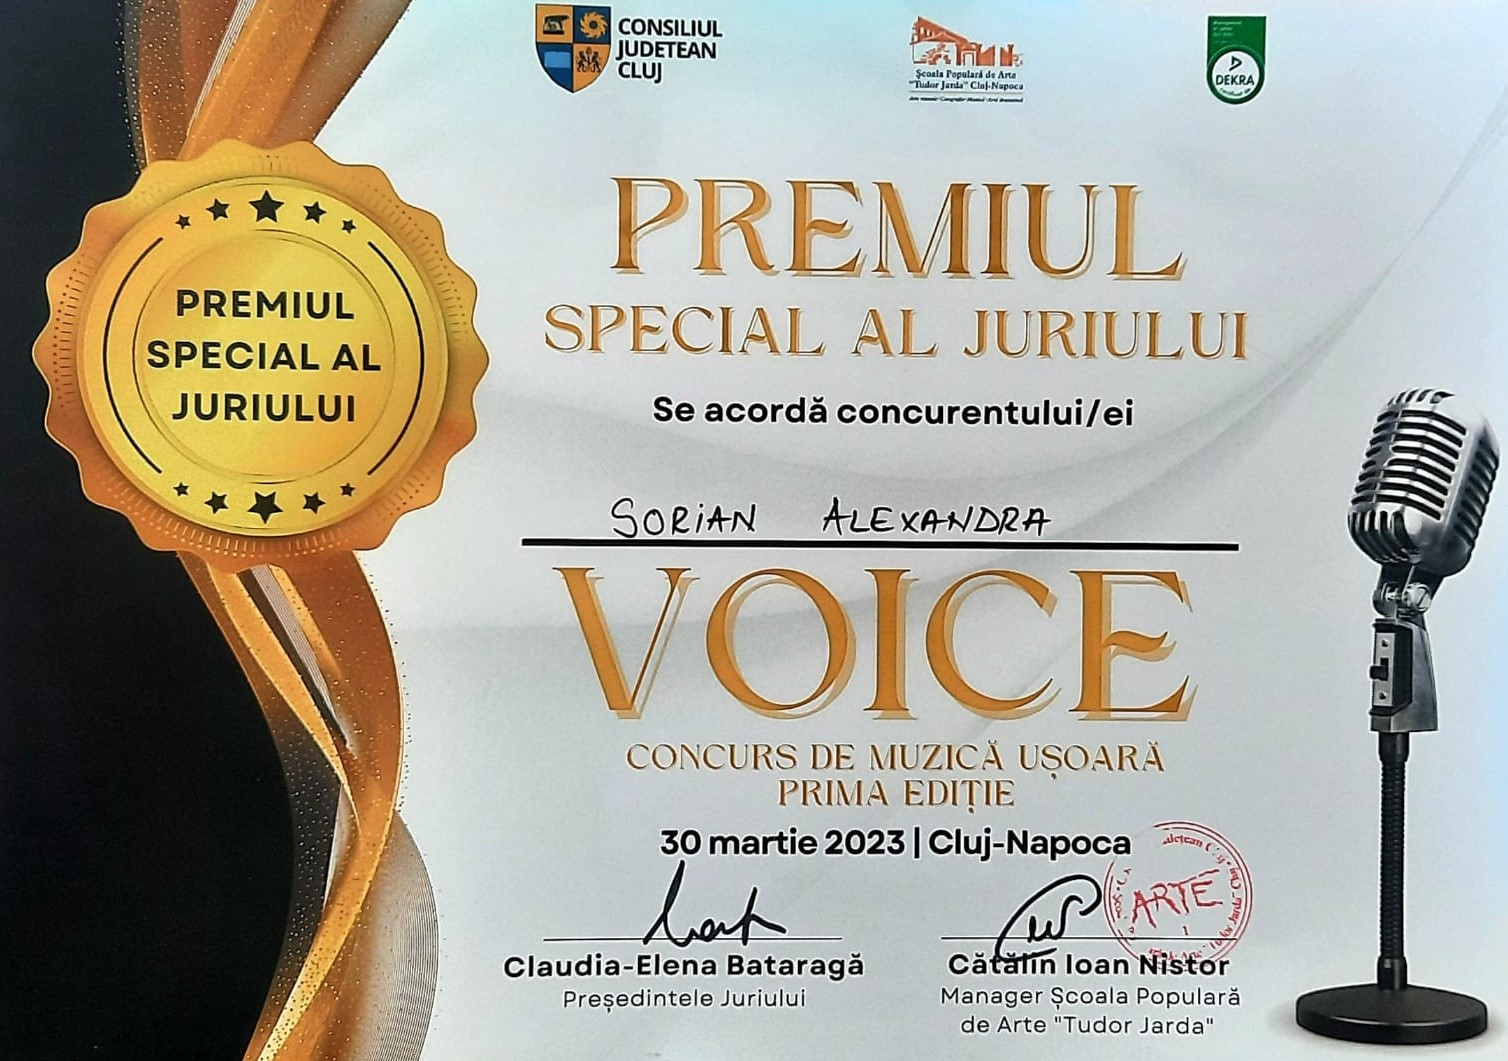 CONSILIUL
JUDETEAN
CLUJ
Școala Populară de Arte
"Tudor Jarda" Cluj-Napoca
DEKRA
PREMIUL
SPECIAL AL
JURIULUI
PREMIUL
SPECIAL AL JURIULUI
Se acordă concurentului/ei
SORIAN ALEXANDRA
VOICE
CONCURS DE MUZICĂ UȘOARĂ
PRIMA EDIȚIE
30 martie 2023 | Cluj-Napoca
ARTE
1
Claudia-Elena Bataragă
Președintele Juriului
Cătălin Ioan Nistor
Manager Școala Populară
de Arte "Tudor Jarda"